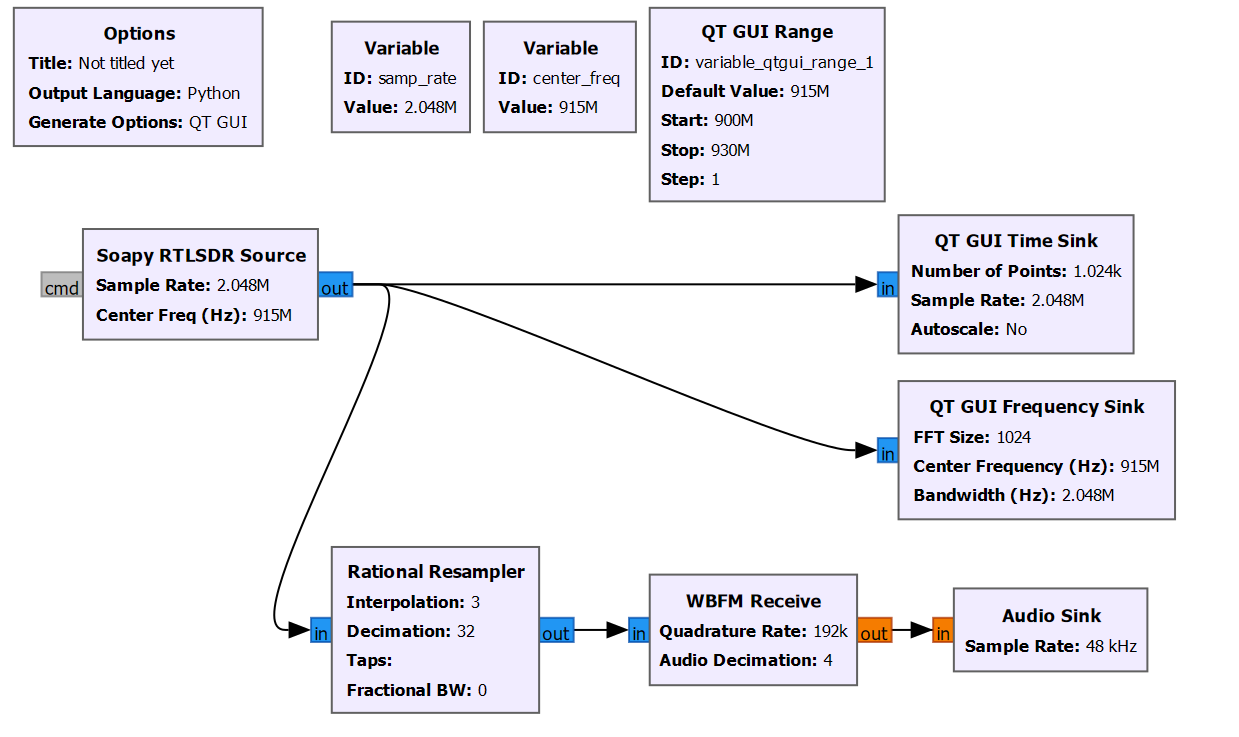 Options
Title: Not titled yet
Output Language: Python
Generate Options: QT GUI
Variable
ID: samp_rate
Value: 2.048M
Variable
ID: center_freq
Value: 915M
QT GUI Range
ID: variable_qtgui_range_1
Default Value: 915M
Start: 900M
Stop: 930M
Step: 1
cmd
Soapy RTLSDR Source
Sample Rate: 2.048M
Center Freq (Hz): 915M
out
in
QT GUI Time Sink
Number of Points: 1.024k
Sample Rate: 2.048M
Autoscale: No
in
QT GUI Frequency Sink
FFT Size: 1024
Center Frequency (Hz): 915M
Bandwidth (Hz): 2.048M
in
Rational Resampler
Interpolation: 3
Decimation: 32
Taps:
Fractional BW: 0
out
in
WBFM Receive
Quadrature Rate: 192k
Audio Decimation: 4
out
in
Audio Sink
Sample Rate: 48 kHz